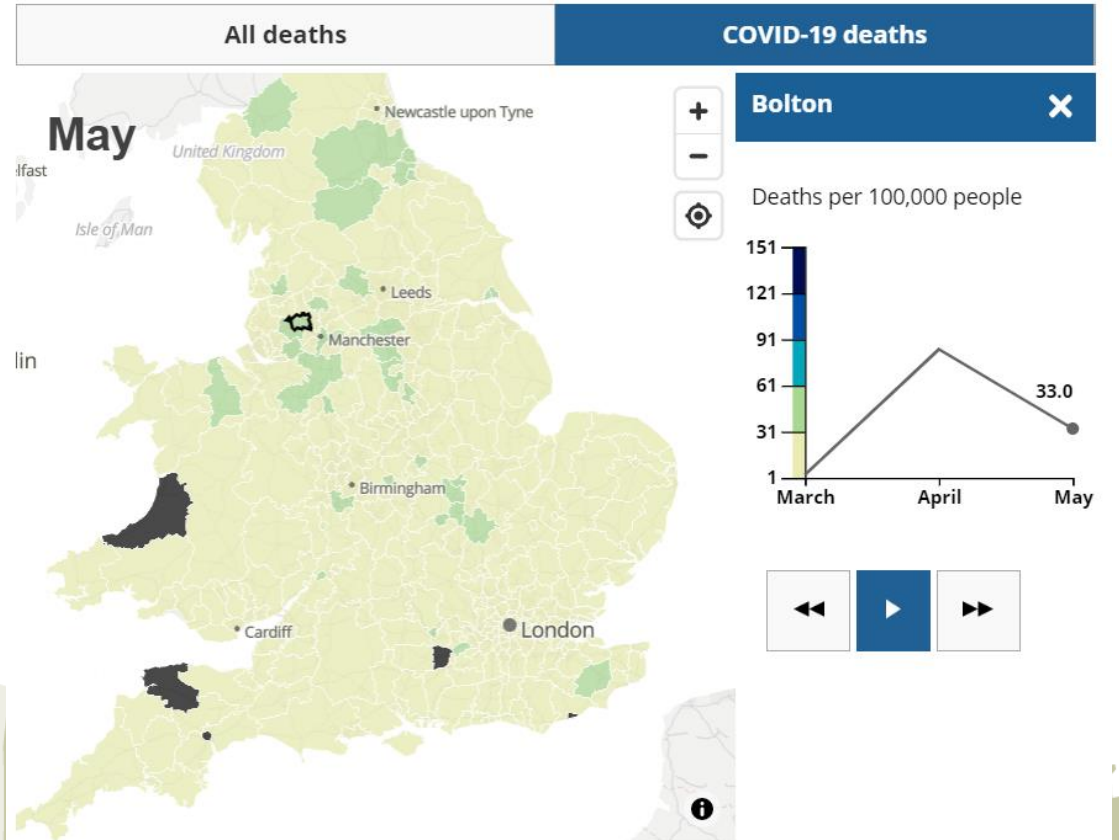 All deaths
COVID-19 deaths
May
Newcastle upon Tyne
United Kingdom
elfast
Isle of Man
Leeds
Manchester
lin
Birmingham
Cardiff
London
+
−
i
Bolton
Deaths per 100,000 people
151
121
91
61
31
1
33.0
March
April
May